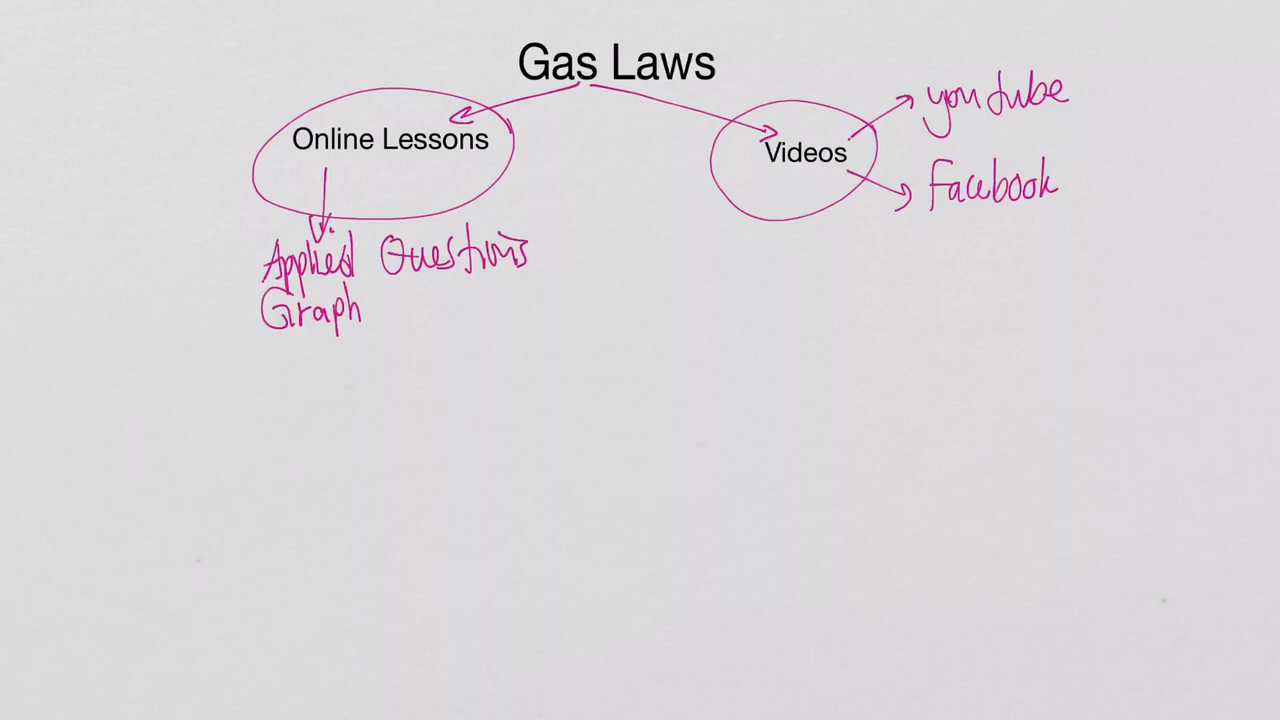 Gas Laws
Online Lessons
Videos
youtube
Facebook
Applied Questions
Graph